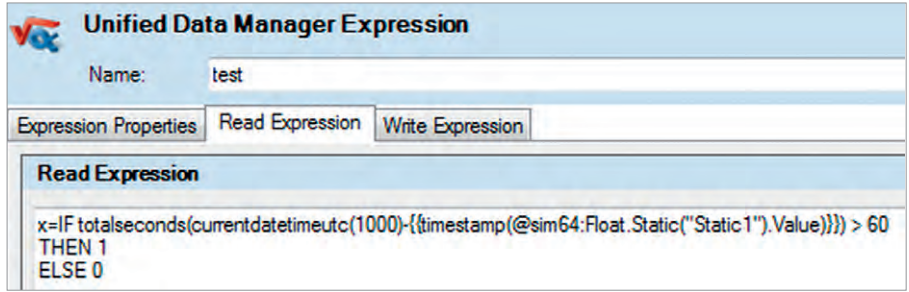 Unified Data Manager Expression
Name: test
Expression Properties Read Expression Write Expression
Read Expression
x=IF totalseconds(currentdatetimeutc(1000)-{{timestamp(@sim64:Float.Static("Static1").Value)}}) > 60
THEN 1
ELSE 0